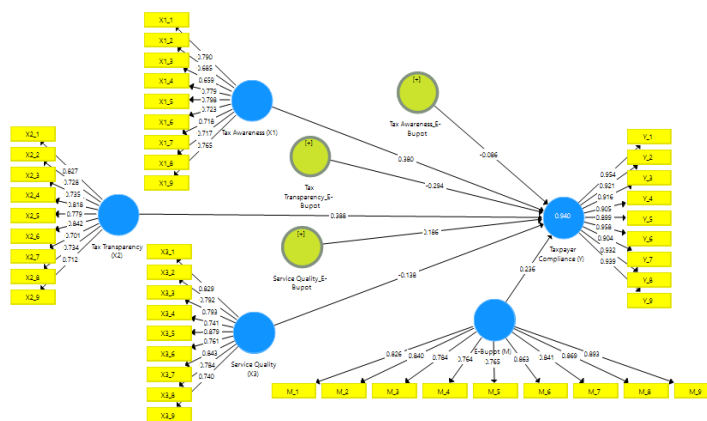 X1_1
X1_2
X1_3
X1_4
X1_5
X1_6
X1_7
X1_8
X1_9
0.790
0.685
0.659
0.779
0.798
0.723
0.718
0.717
0.765
Tax Awareness (X1)
[+]
Tax Awareness_E-
Bupot
-0.086
[+]
Tax
Transparency_E-
Bupot
0.380
-0.294
X2_1
X2_2
X2_3
X2_4
X2_5
X2_6
X2_7
X2_8
X2_9
0.827
0.728
0.735
0.818
0.779
0.842
0.701
0.734
0.712
Tax Transparency
(X2)
0.388
[+]
Service Quality_E-
Bupot
0.186
-0.138
0.940
Taxpayer
Compliance (Y)
Y_1
Y_2
Y_3
Y_4
Y_5
Y_6
Y_7
Y_8
Y_9
0.954
0.921
0.916
0.905
0.899
0.958
0.904
0.932
0.939
X3_1
X3_2
X3_3
X3_4
X3_5
X3_6
X3_7
X3_8
X3_9
0.829
0.792
0.793
0.741
0.879
0.761
0.843
0.784
0.740
Service Quality
(X3)
0.236
E-Bupot (M)
0.826
0.840
0.784
0.764
0.765
0.863
0.841
0.869
0.893
M_1
M_2
M_3
M_4
M_5
M_6
M_7
M_8
M_9